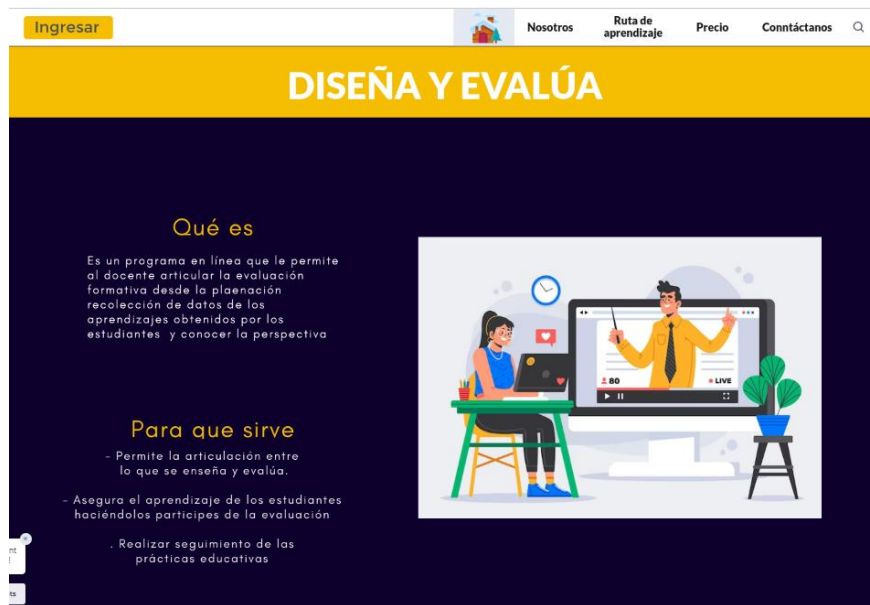 Ingresar
Nosotros
Ruta de
aprendizaje
Precio
Conntáctanos
DISEÑA Y EVALÚA
Qué es
Es un programa en línea que le permite
al docente articular la evaluación
formativa desde la plaenación
recolección de datos de los
aprendizajes obtenidos por los
estudiantes y conocer la perspectiva
80
LIVE
Para que sirve
- Permite la articulación entre
lo que se enseña y evalúa.
- Asegura el aprendizaje de los estudiantes
haciéndolos participes de la evaluación
. Realizar seguimiento de las
prácticas educativas